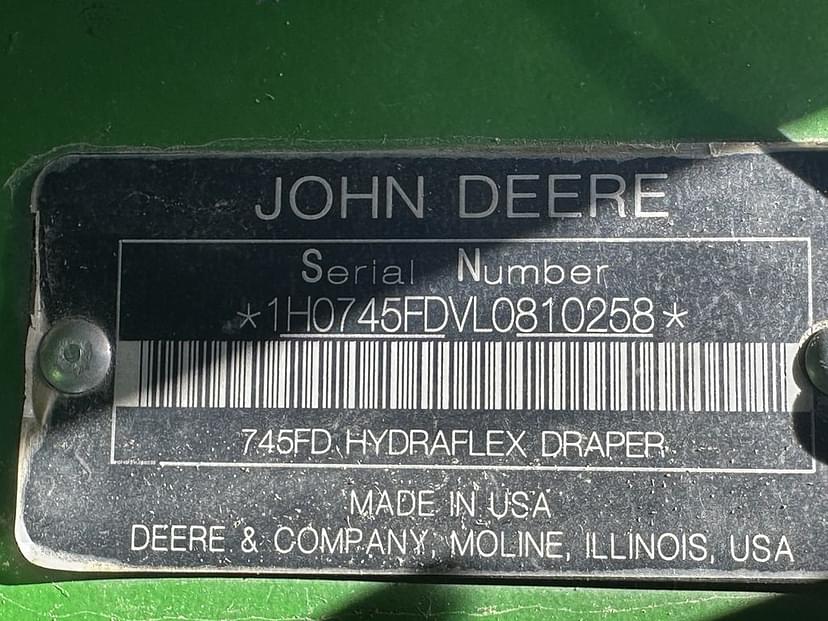 JOHN DEERE
Serial Number
*1H0745FDVL0810258*
745FD HYDRAFLEX DRAPER
MADE IN USA
DEERE & COMPANY, MOLINE, ILLINOIS, USA